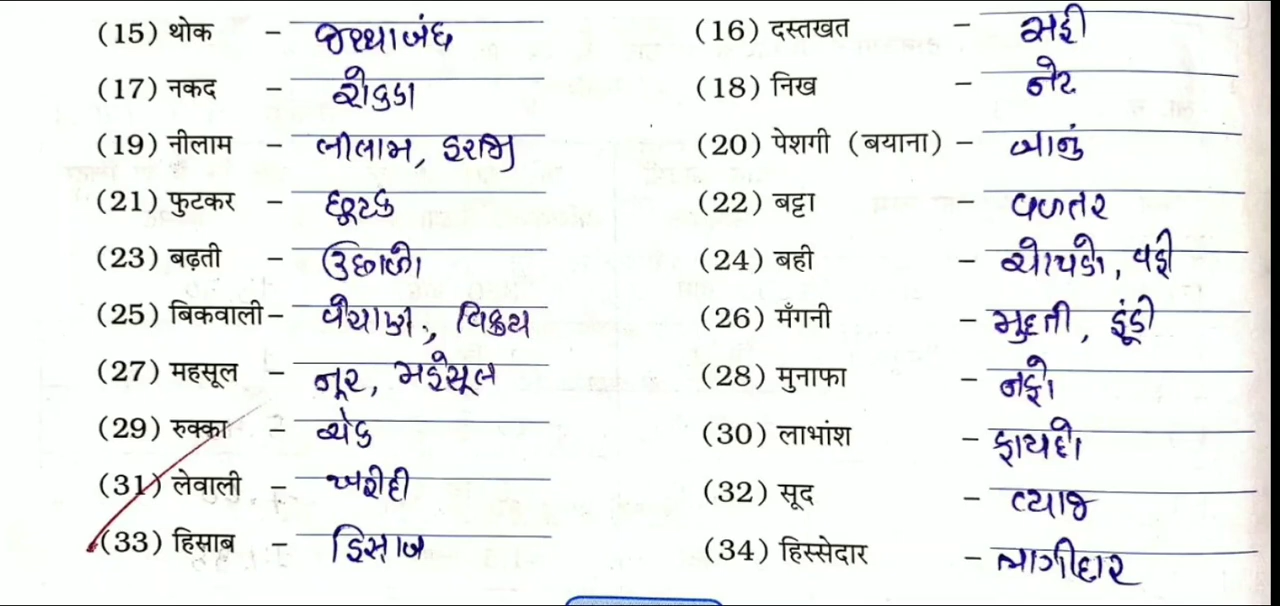 (15) थोक - જથ્થાબંધ (16) दस्तखत - સહી
(17) नकद - રોકડા (18) निख - નેટ
(19) नीलाम - લીલામ, હરાજી (20) पेशगी (बयाना) - બાનું
(21) फुटकर - છૂટક (22) बट्टा - વળતર
(23) बढ़ती - ઉછાળો (24) बही - ચોપડો, વહી
(25) बिकवाली - વેચાણ, વિક્રય (26) मँगनी - મુદ્દતી, હૂંડી
(27) महसूल - નૂર, મહેસૂલ (28) मुनाफा - નફો
(29) रुक्का - ચેક (30) लाभांश - ફાયદો
(31) लेवाली - ખરીદી (32) सूद - વ્યાજ
(33) हिसाब - હિસાબ (34) हिस्सेदार - ભાગીદાર